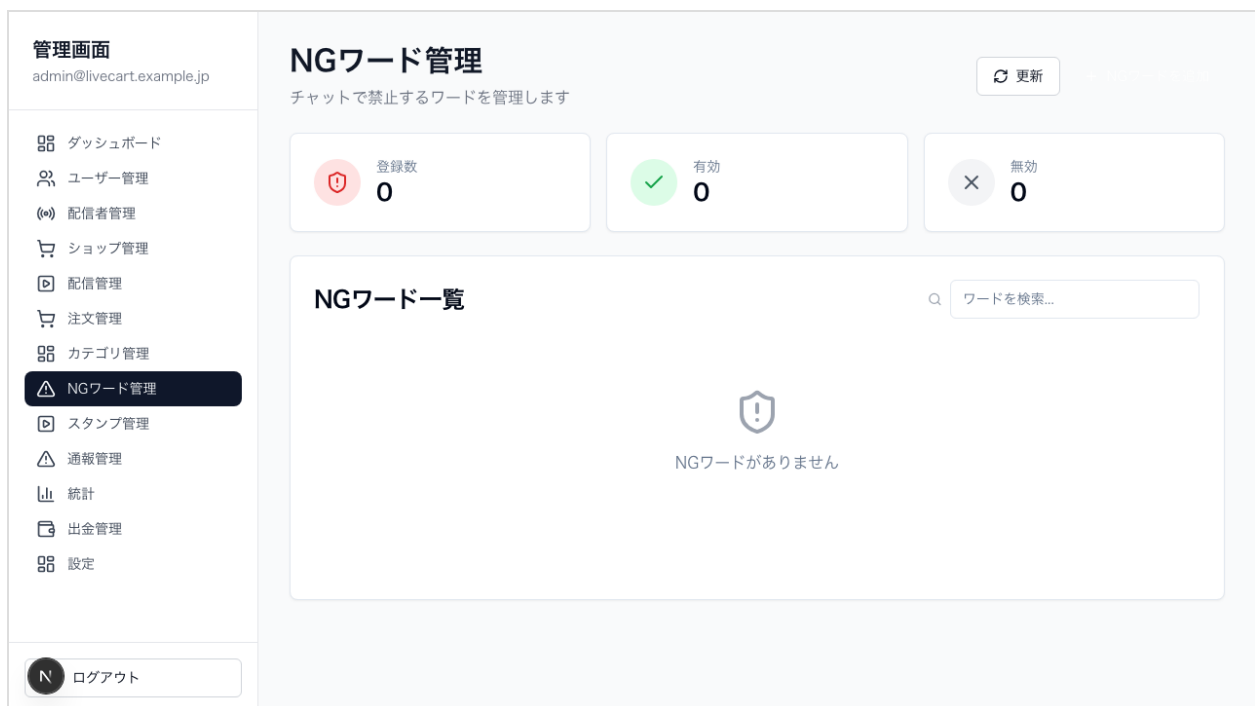 管理画面
admin@livecart.example.jp
ダッシュボード
ユーザー管理
配信者管理
ショップ管理
配信管理
注文管理
カテゴリ管理
NGワード管理
スタンプ管理
通報管理
統計
出金管理
設定
N ログアウト
NGワード管理
チャットで禁止するワードを管理します
更新
登録数
0
有効
0
無効
0
NGワード一覧
ワードを検索...
NGワードがありません